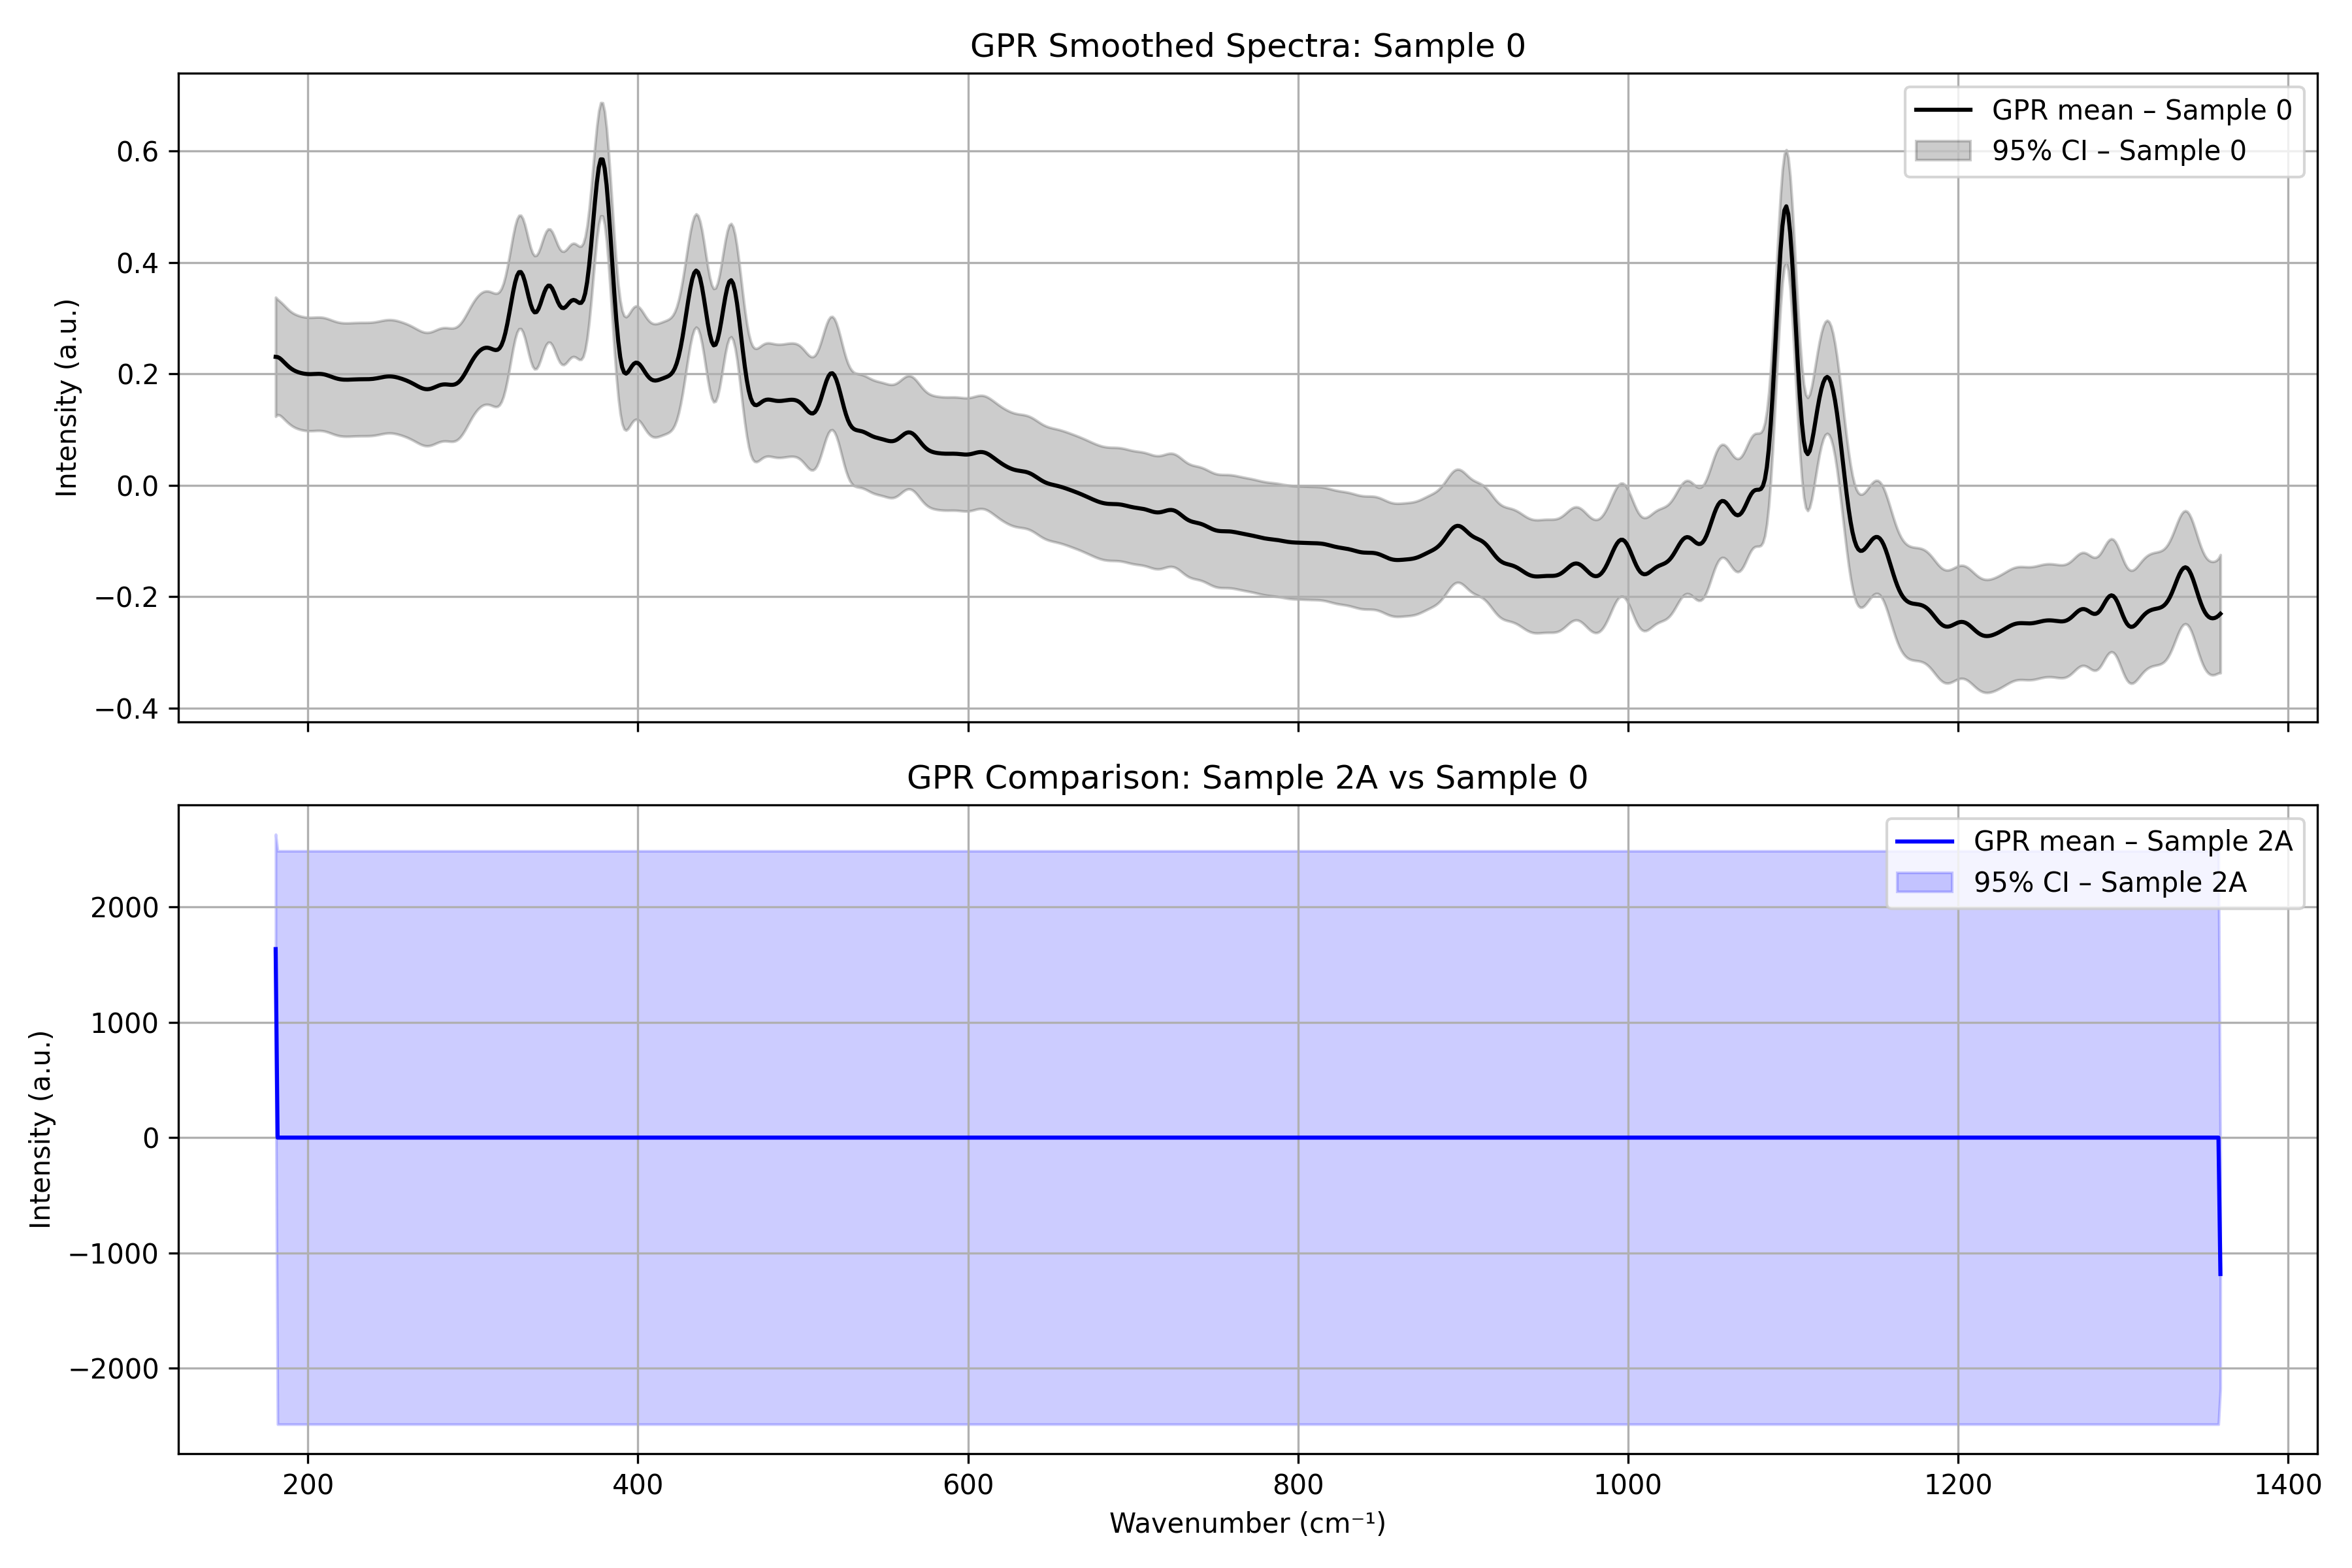 GPR Smoothed Spectra: Sample 0
GPR mean – Sample 0
95% CI – Sample 0
Intensity (a.u.)
0.6
0.4
0.2
0.0
−0.2
−0.4
GPR Comparison: Sample 2A vs Sample 0
GPR mean – Sample 2A
95% CI – Sample 2A
Intensity (a.u.)
2000
1000
0
−1000
−2000
200 400 600 800 1000 1200 1400
Wavenumber (cm⁻¹)